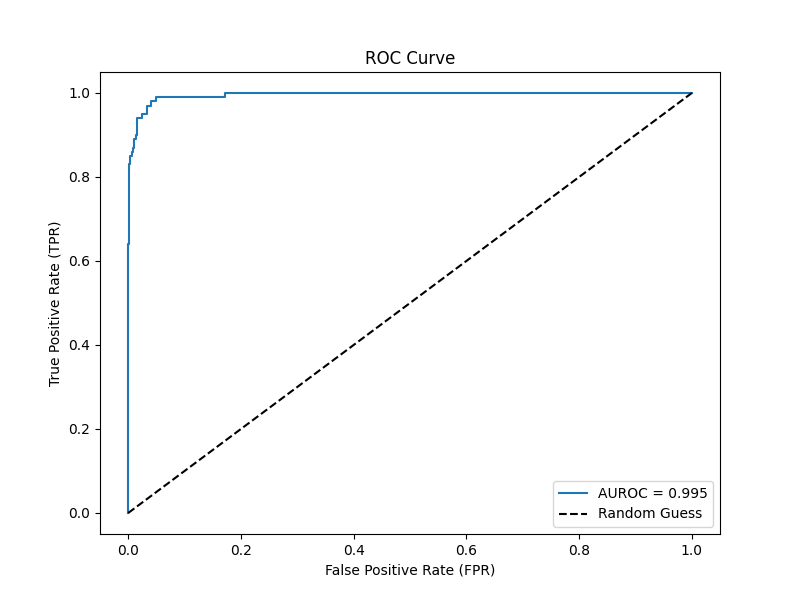 ROC Curve
True Positive Rate (TPR)
1.0
0.8
0.6
0.4
0.2
0.0
0.0 0.2 0.4 0.6 0.8 1.0
False Positive Rate (FPR)
AUROC = 0.995
Random Guess